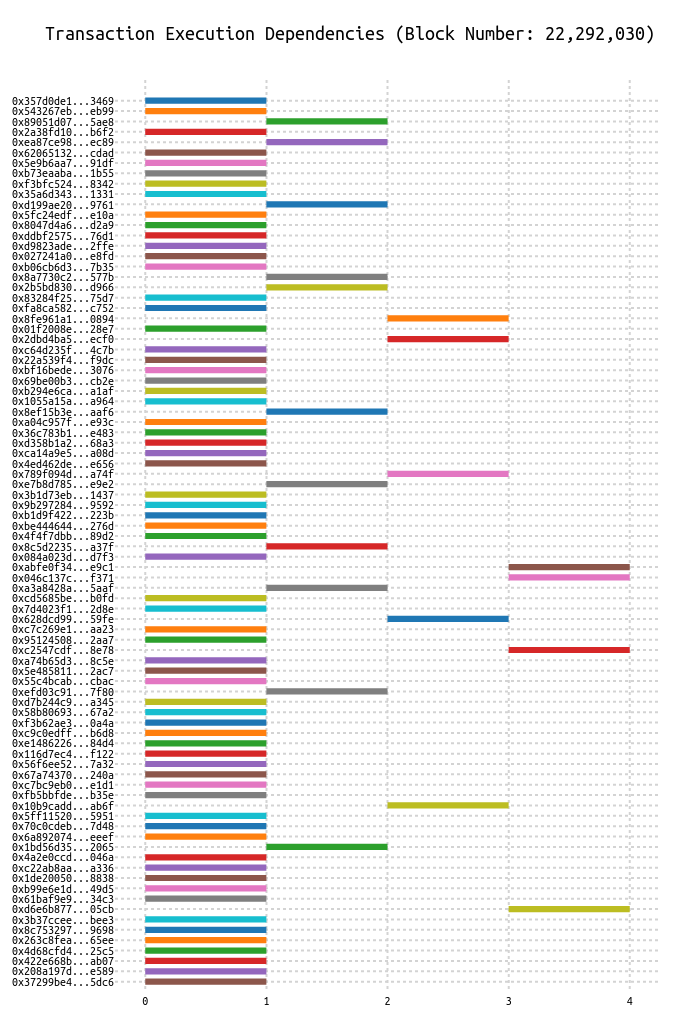 Transaction Execution Dependencies (Block Number: 22,292,030)
0x357d0de1...3469
0x543267eb...eb99
0x89051d07...5ae8
0x2a38fd10...b6f2
0xea87ce98...ec89
0x62065132...cdad
0x5e9b6aa7...91df
0xb73eaaba...1b55
0xf3bfc524...8342
0x35a6d343...1331
0xd199ae20...9761
0x5fc24edf...e10a
0x8047d4a6...d2a9
0xddbf2575...76d1
0xd9823ade...2ffe
0x027241a0...e8fd
0xb06cb6d3...7b35
0x8a7730c2...577b
0x2b5bd830...d966
0x83284f25...75d7
0xfa8ca582...c752
0x8fe961a1...0894
0x01f2008e...28e7
0x2dbd4ba5...ecf0
0xc64d235f...4c7b
0x22a539f4...f9dc
0xbf16bede...3076
0x69be00b3...cb2e
0xb294e6ca...a1af
0x1055a15a...a964
0x8ef15b3e...aaf6
0xa04c957f...e93c
0x36c783b1...e483
0xd358b1a2...68a3
0xca14a9e5...a08d
0x4ed462de...e656
0x789f094d...a74f
0xe7b8d785...e9e2
0x3b1d73eb...1437
0x9b297284...9592
0xb1d9f422...223b
0xbe444644...276d
0x4f4f7dbb...89d2
0x8c5d2235...a37f
0x084a023d...d7f3
0xabfe0f34...e9c1
0x046c137c...f371
0xa3a8428a...5aaf
0xcd5685be...b0fd
0x7d4023f1...2d8e
0x628dcd99...59fe
0xc7c269e1...aa23
0x95124508...2aa7
0xc2547cdf...8e78
0xa74b65d3...8c5e
0x5e485811...2ac7
0x55c4bcab...cbac
0xefd03c91...7f80
0xd7b244c9...a345
0x58b80693...67a2
0xf3b62ae3...0a4a
0xc9c0edff...b6d8
0xe1486226...84d4
0x116d7ec4...f122
0x56f6ee52...7a32
0x67a74370...240a
0xc7bc9eb0...e1d1
0xfb5bbfde...b35e
0x10b9cadd...ab6f
0x5ff11520...5951
0x70c0cdeb...7d48
0x6a892074...eeef
0x1bd56d35...2065
0x4a2e0ccd...046a
0xc22ab8aa...a336
0x1de20050...8838
0xb99e6e1d...49d5
0x61baf9e9...34c3
0xd6e6b877...05cb
0x3b37ccee...bee3
0x8c753297...9698
0x263c8fea...65ee
0x4d68cfd4...25c5
0x422e668b...ab07
0x208a197d...e589
0x37299be4...5dc6
0 1 2 3 4